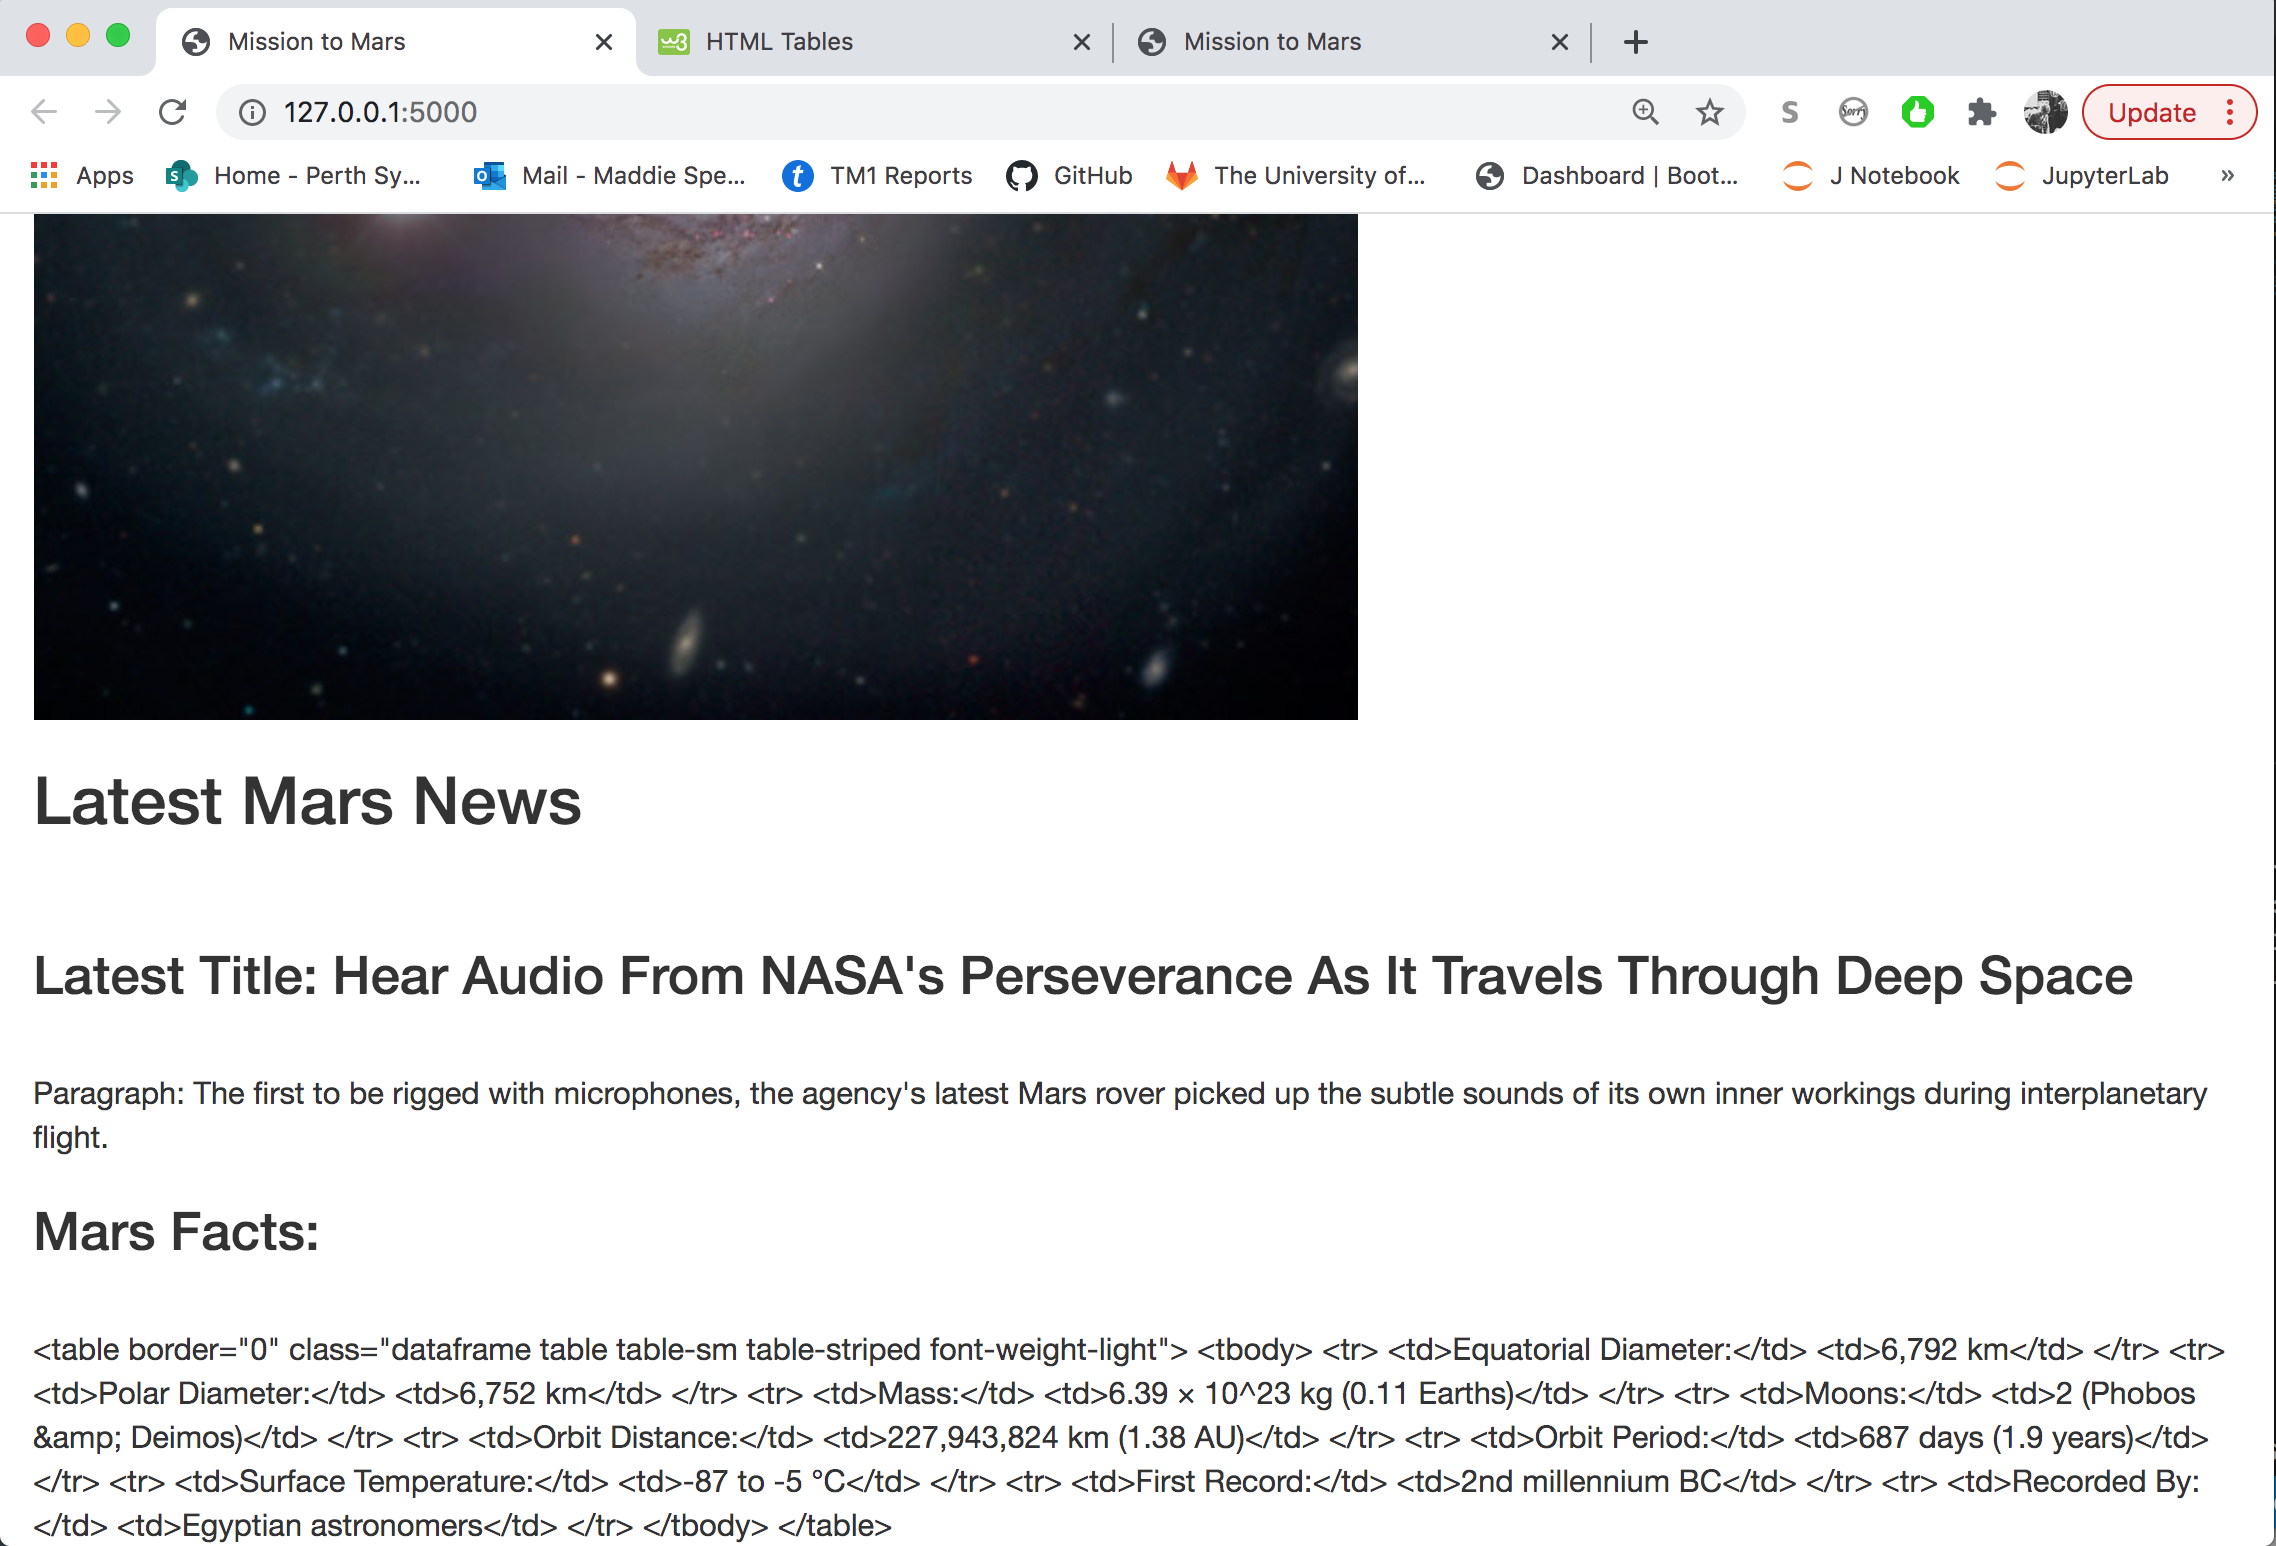 Mission to Mars
HTML Tables
Mission to Mars
127.0.0.1:5000
S
Sorry
Update
Apps
S
Home - Perth Sy...
O
Mail - Maddie Spe...
t
TM1 Reports
GitHub
The University of...
Dashboard | Boot...
J Notebook
JupyterLab
»
Latest Mars News
Latest Title: Hear Audio From NASA's Perseverance As It Travels Through Deep Space
Paragraph: The first to be rigged with microphones, the agency's latest Mars rover picked up the subtle sounds of its own inner workings during interplanetary
flight.
Mars Facts:
<table border="0" class="dataframe table table-sm table-striped font-weight-light"> <tbody> <tr> <td>Equatorial Diameter:</td> <td>6,792 km</td> </tr> <tr>
<td>Polar Diameter:</td> <td>6,752 km</td> </tr> <tr> <td>Mass:</td> <td>6.39 × 10^23 kg (0.11 Earths)</td> </tr> <tr> <td>Moons:</td> <td>2 (Phobos
&amp; Deimos)</td> </tr> <tr> <td>Orbit Distance:</td> <td>227,943,824 km (1.38 AU)</td> </tr> <tr> <td>Orbit Period:</td> <td>687 days (1.9 years)</td>
</tr> <tr> <td>Surface Temperature:</td> <td>-87 to -5 °C</td> </tr> <tr> <td>First Record:</td> <td>2nd millennium BC</td> </tr> <tr> <td>Recorded By:
</td> <td>Egyptian astronomers</td> </tr> </tbody> </table>